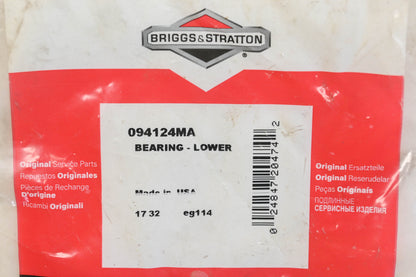 BRIGGS&STRATTON
®
094124MA
BEARING - LOWER
Made in USA
17 32 eg114
0 24847 20474 2
Original Service Parts
Repuestos Originales
Pièces de Rechange
D'origine
Ricambi Originali
Original Ersatzteile
Original Reserudelar
Peças Originais
ПОДЛИННЫЕ
СЕРВИСНЫЕ ИЗДЕЛИЯ